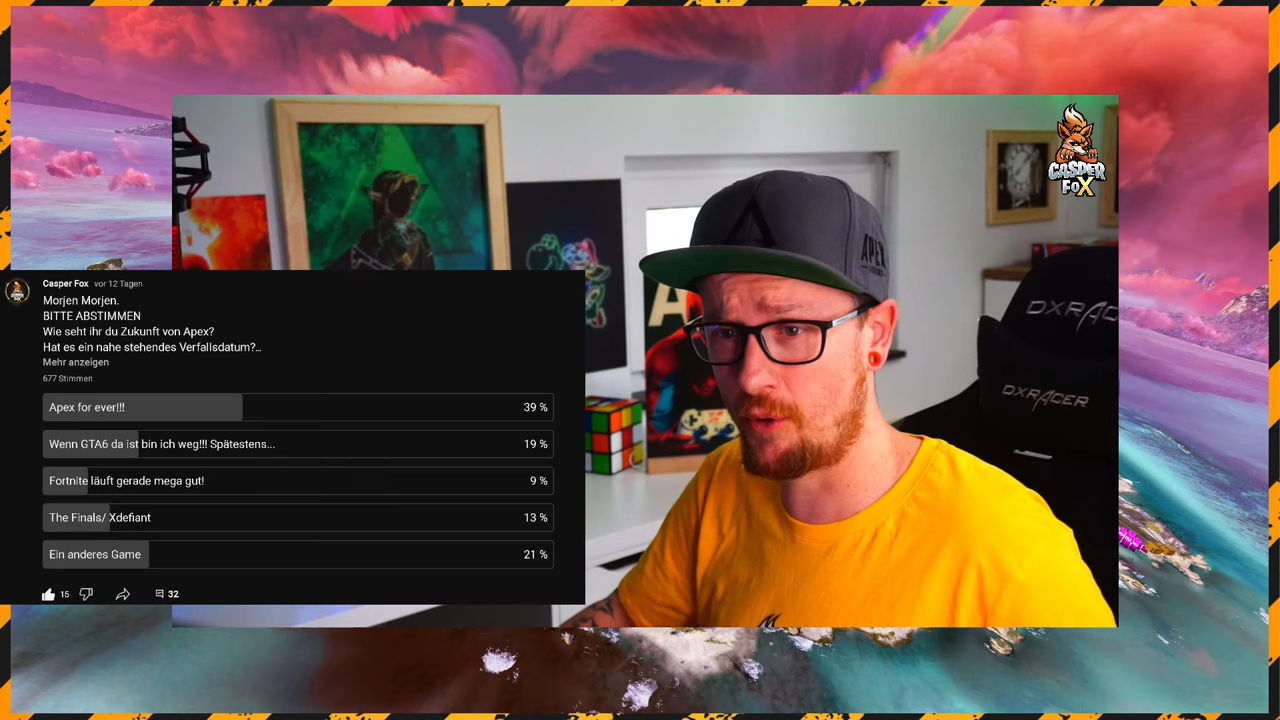 Casper Fox vor 12 Tagen
Morjen Morjen.
BITTE ABSTIMMEN
Wie seht ihr du Zukunft von Apex?
Hat es ein nahe stehendes Verfallsdatum?...
Mehr anzeigen
677 Stimmen
Apex for ever!!! 39 %
Wenn GTA6 da ist bin ich weg!!! Spätestens... 19 %
Fortnite läuft gerade mega gut! 9 %
The Finals/ Xdefiant 13 %
Ein anderes Game 21 %
15 32
CASPER
FOX
APEX
A
DXRAC
DXRACER